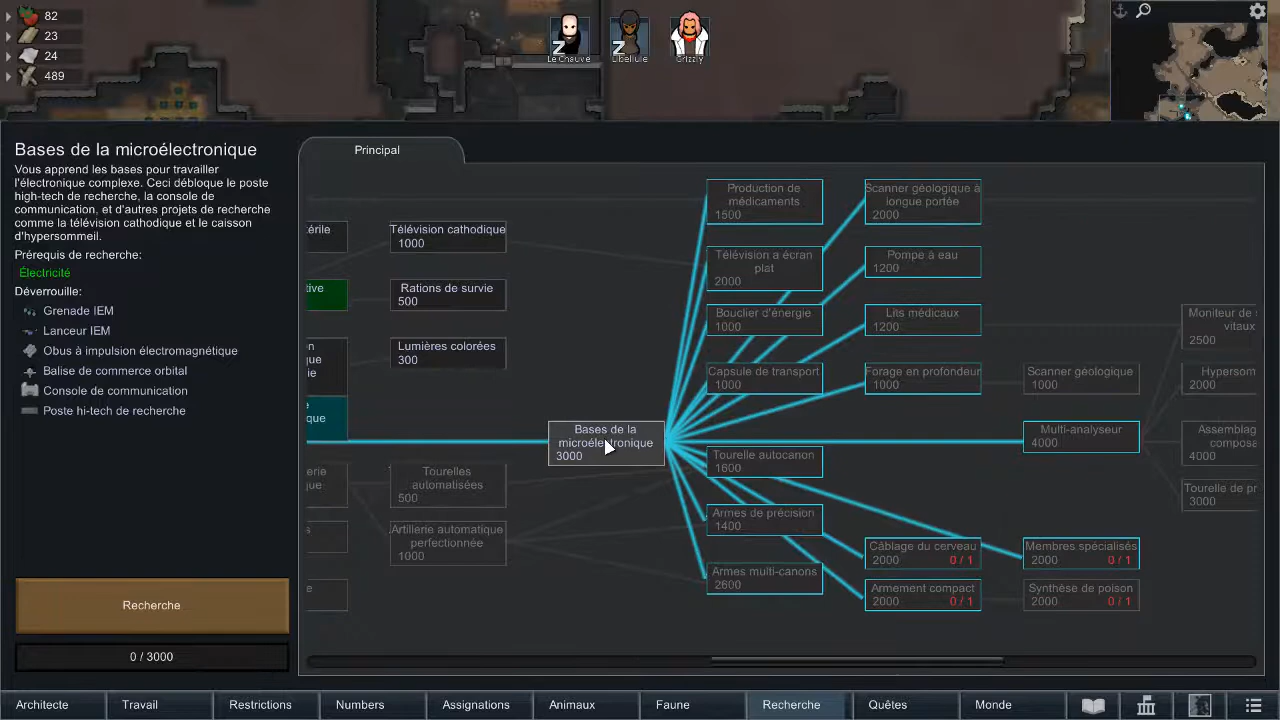 82
23
24
489
Le Chauve
Libellule
Grizzly
Bases de la microélectronique
Vous apprend les bases pour travailler
l'électronique complexe. Ceci débloque le poste
high-tech de recherche, la console de
communication, et d'autres projets de recherche
comme la télévision cathodique et le caisson
d'hypersommeil.
Prérequis de recherche:
Électricité
Déverrouille:
Grenade IEM
Lanceur IEM
Obus à impulsion électromagnétique
Balise de commerce orbital
Console de communication
Poste hi-tech de recherche
Recherche
0 / 3000
Principal
Télévision cathodique
1000
Rations de survie
500
Lumières colorées
300
Tourelles
automatisées
500
Artillerie automatique
perfectionnée
1000
Bases de la
microélectronique
3000
Production de
médicaments
1500
Télévision a écran
plat
2000
Bouclier d'énergie
1000
Capsule de transport
1000
Tourelle autocanon
1600
Armes de précision
1400
Armes multi-canons
2600
Scanner géologique à
longue portée
2000
Pompe à eau
1200
Lits médicaux
1200
Forage en profondeur
1000
Câblage du cerveau
2000 0 / 1
Armement compact
2000 0 / 1
Scanner géologique
1000
Multi-analyseur
4000
Membres spécialisés
2000 0 / 1
Synthèse de poison
2000 0 / 1
Moniteur de
vitaux
2500
Hypersom
2000
Assemblag
compos
4000
Tourelle de pr
3000
Architecte
Travail
Restrictions
Numbers
Assignations
Animaux
Faune
Recherche
Quêtes
Monde